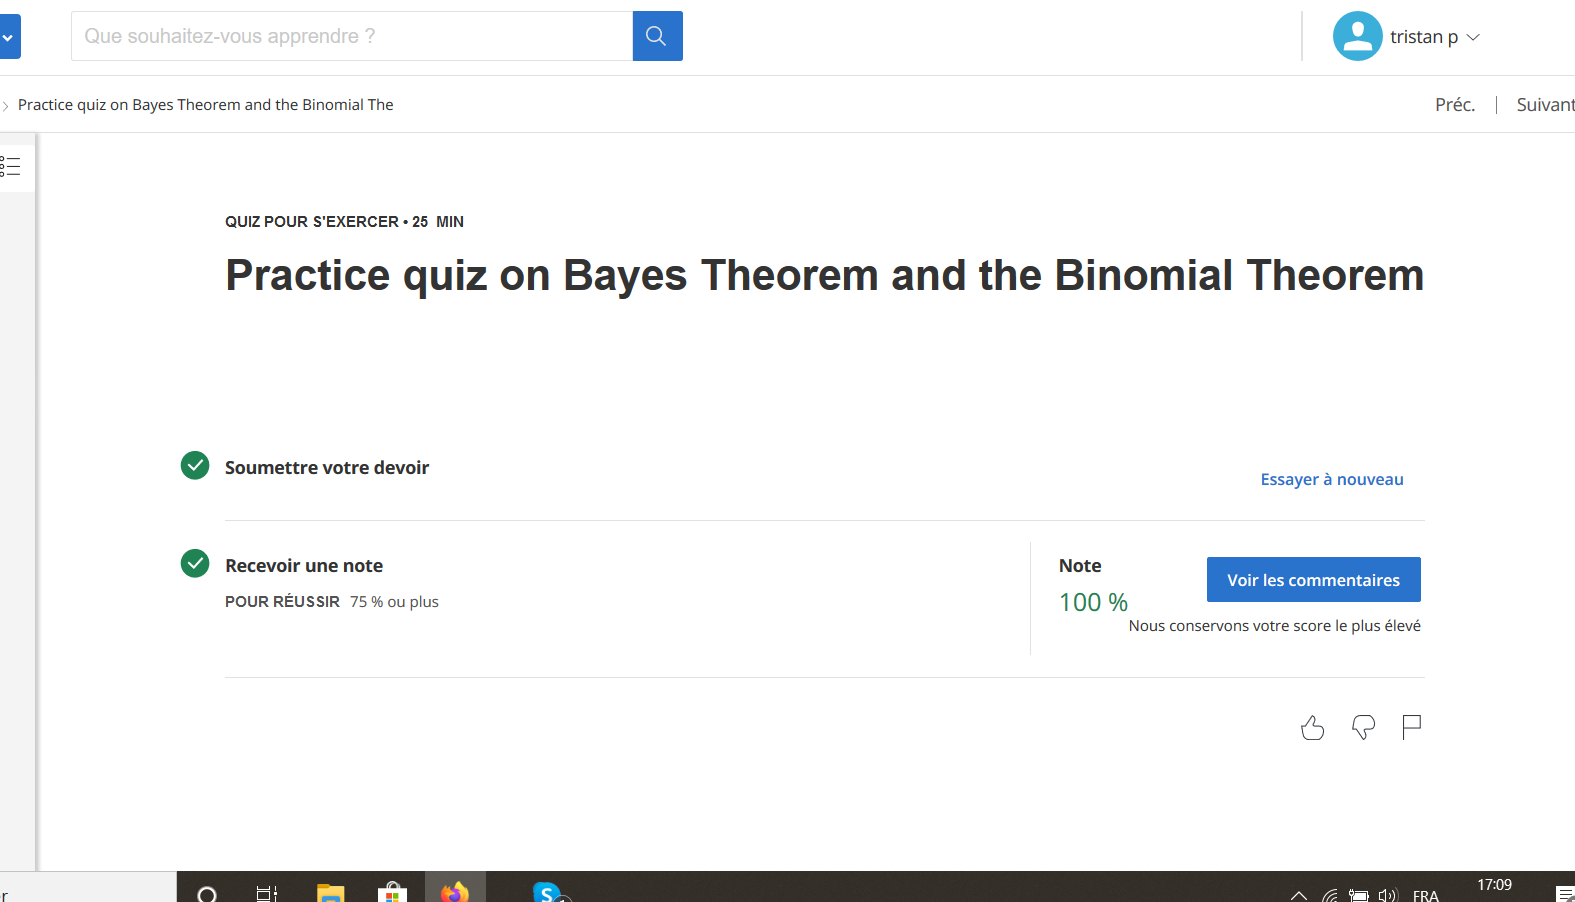 Que souhaitez-vous apprendre ?
tristan p
Practice quiz on Bayes Theorem and the Binomial The
Préc.
Suivant
QUIZ POUR S'EXERCER • 25 MIN
Practice quiz on Bayes Theorem and the Binomial Theorem
Soumettre votre devoir
Essayer à nouveau
Recevoir une note
POUR RÉUSSIR 75 % ou plus
Note
100 %
Voir les commentaires
Nous conservons votre score le plus élevé
r
S
FRA
17:09